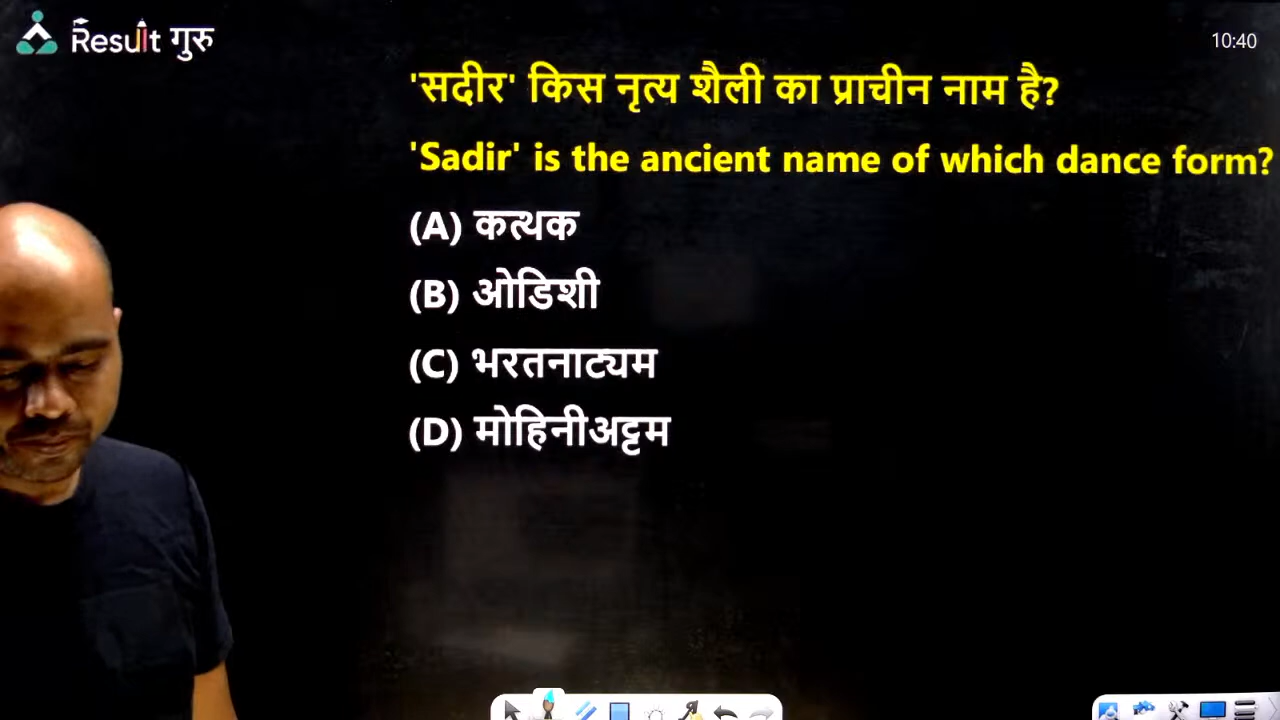 Result गुरु
10:40
'सदीर' किस नृत्य शैली का प्राचीन नाम है?
'Sadir' is the ancient name of which dance form?
(A) कत्थक
(B) ओडिशी
(C) भरतनाट्यम
(D) मोहिनीअट्टम